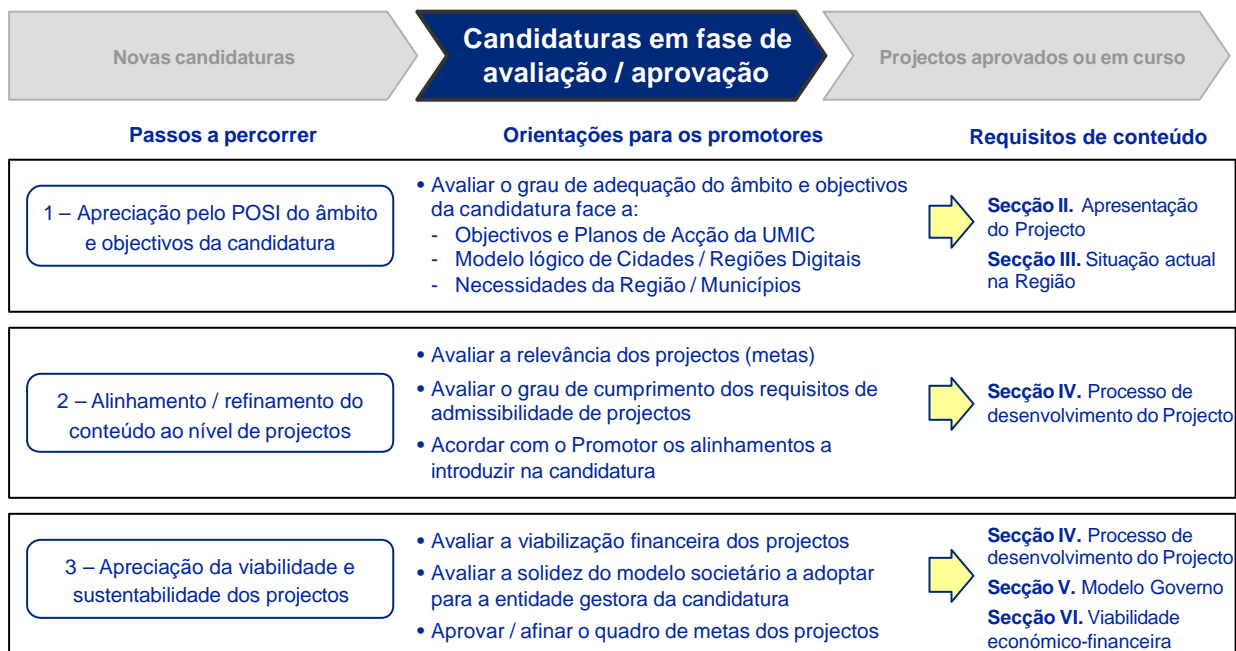 Novas candidaturas
Candidaturas em fase de
avaliação / aprovação
Projectos aprovados ou em curso
Passos a percorrer
Orientações para os promotores
Requisitos de conteúdo
1 – Apreciação pelo POSI do âmbito
e objectivos da candidatura
• Avaliar o grau de adequação do âmbito e objectivos
da candidatura face a:
- Objectivos e Planos de Acção da UMIC
- Modelo lógico de Cidades / Regiões Digitais
- Necessidades da Região / Municípios
Secção II. Apresentação
do Projecto
Secção III. Situação actual
na Região
2 – Alinhamento / refinamento do
conteúdo ao nível de projectos
• Avaliar a relevância dos projectos (metas)
• Avaliar o grau de cumprimento dos requisitos de
admissibilidade de projectos
• Acordar com o Promotor os alinhamentos a
introduzir na candidatura
Secção IV. Processo de
desenvolvimento do Projecto
3 – Apreciação da viabilidade e
sustentabilidade dos projectos
• Avaliar a viabilização financeira dos projectos
• Avaliar a solidez do modelo societário a adoptar
para a entidade gestora da candidatura
• Aprovar / afinar o quadro de metas dos projectos
Secção IV. Processo de
desenvolvimento do Projecto
Secção V. Modelo Governo
Secção VI. Viabilidade
económico-financeira